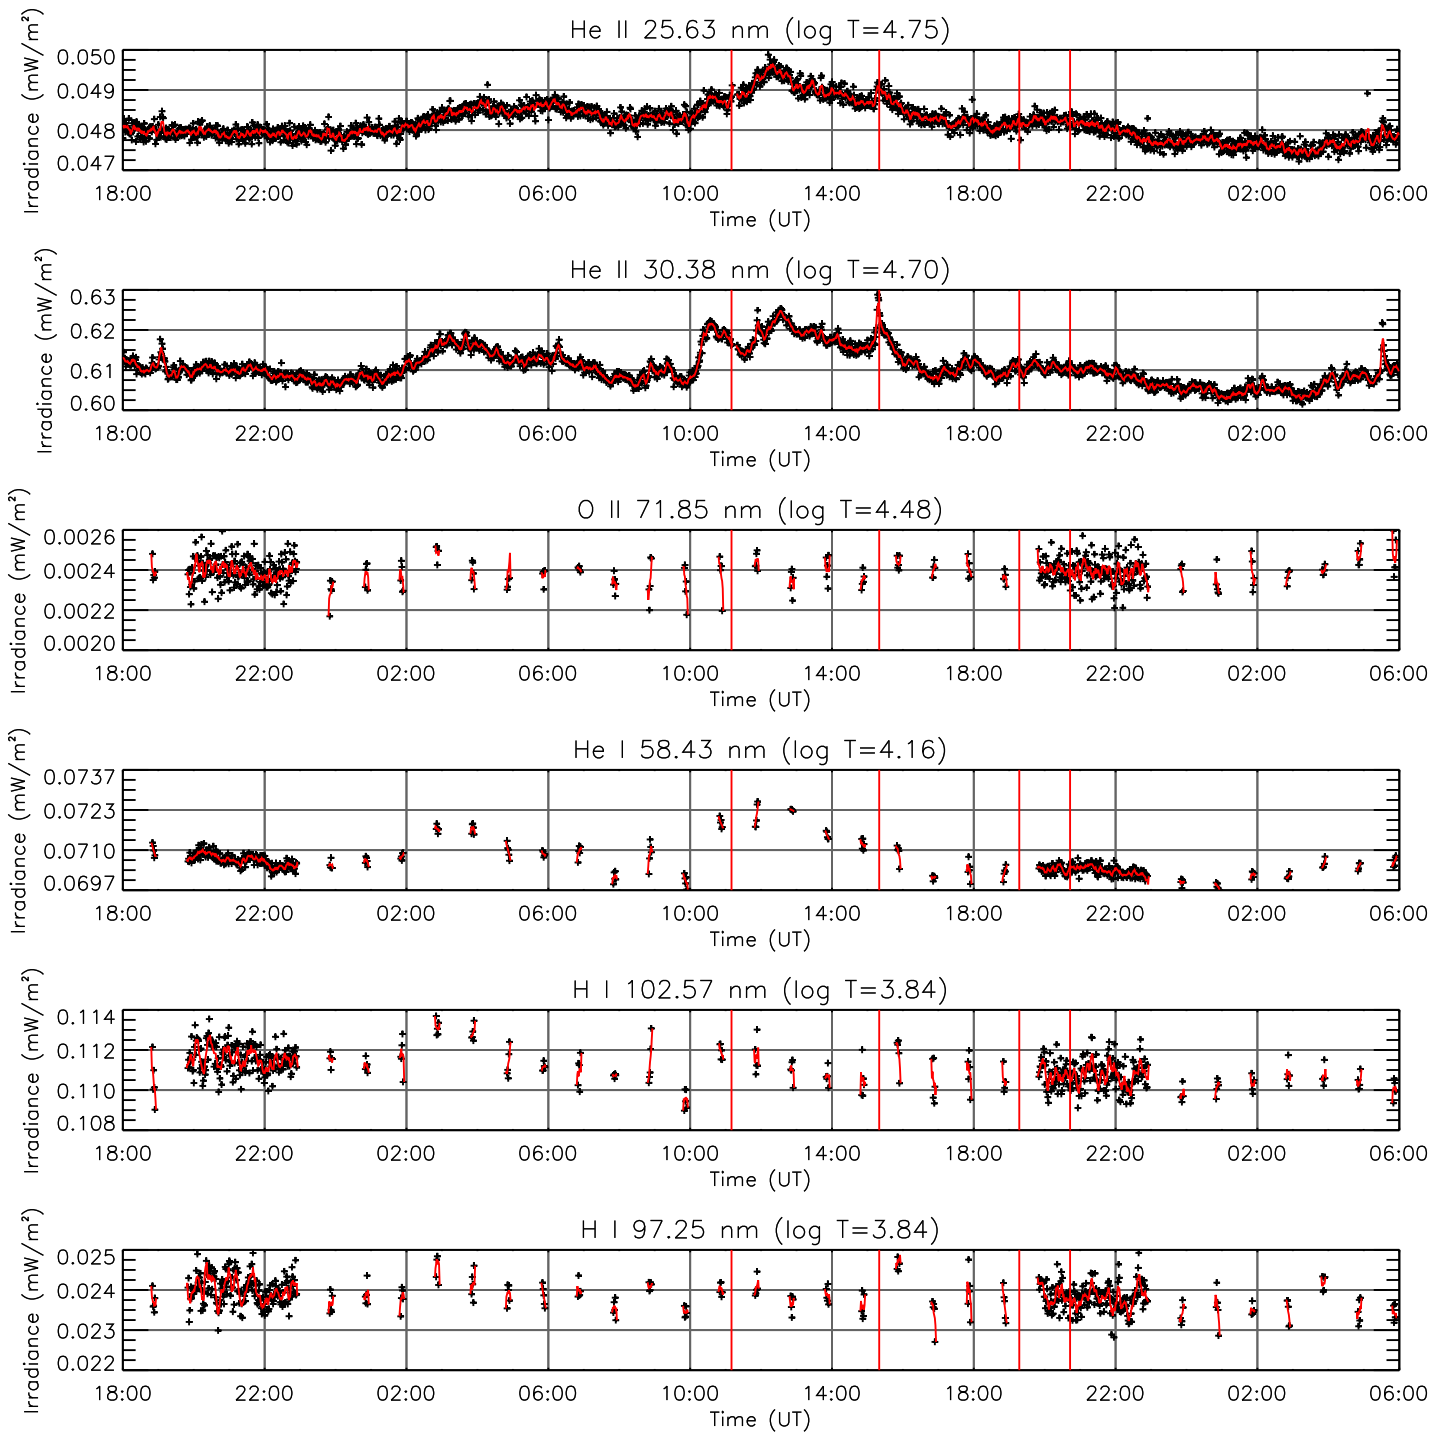 He II 25.63 nm (log T=4.75)
Irradiance (mW/m²)
0.050
0.049
0.048
0.047
18:00 22:00 02:00 06:00 10:00 14:00 18:00 22:00 02:00 06:00
Time (UT)
He II 30.38 nm (log T=4.70)
Irradiance (mW/m²)
0.63
0.62
0.61
0.60
18:00 22:00 02:00 06:00 10:00 14:00 18:00 22:00 02:00 06:00
Time (UT)
O II 71.85 nm (log T=4.48)
Irradiance (mW/m²)
0.0026
0.0024
0.0022
0.0020
18:00 22:00 02:00 06:00 10:00 14:00 18:00 22:00 02:00 06:00
Time (UT)
He I 58.43 nm (log T=4.16)
Irradiance (mW/m²)
0.0737
0.0723
0.0710
0.0697
18:00 22:00 02:00 06:00 10:00 14:00 18:00 22:00 02:00 06:00
Time (UT)
H I 102.57 nm (log T=3.84)
Irradiance (mW/m²)
0.114
0.112
0.110
0.108
18:00 22:00 02:00 06:00 10:00 14:00 18:00 22:00 02:00 06:00
Time (UT)
H I 97.25 nm (log T=3.84)
Irradiance (mW/m²)
0.025
0.024
0.023
0.022
18:00 22:00 02:00 06:00 10:00 14:00 18:00 22:00 02:00 06:00
Time (UT)